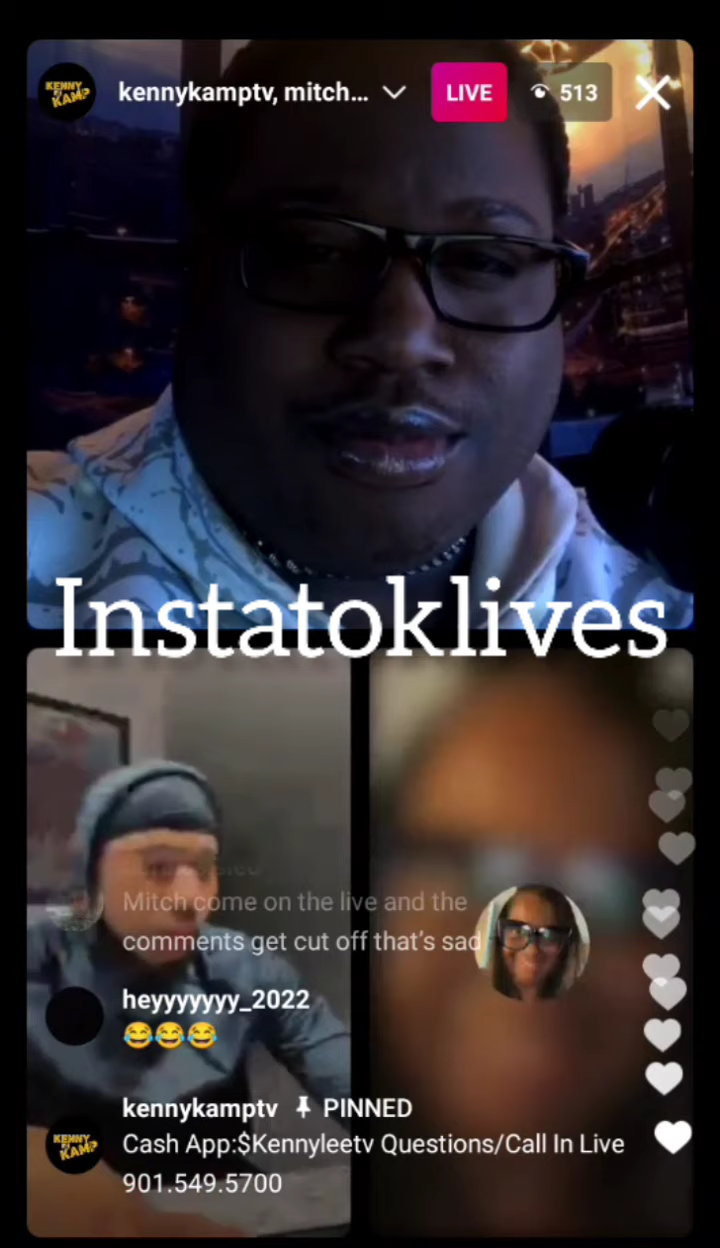 KENNY KAMP
kennykamptv, mitch...
LIVE
513
Instatoklives
Mitch come on the live and the
comments get cut off that's sad
heyyyyyyy_2022
😂😂😂
kennykamptv PINNED
KENNY KAMP
Cash App:$Kennyleetv Questions/Call In Live
901.549.5700